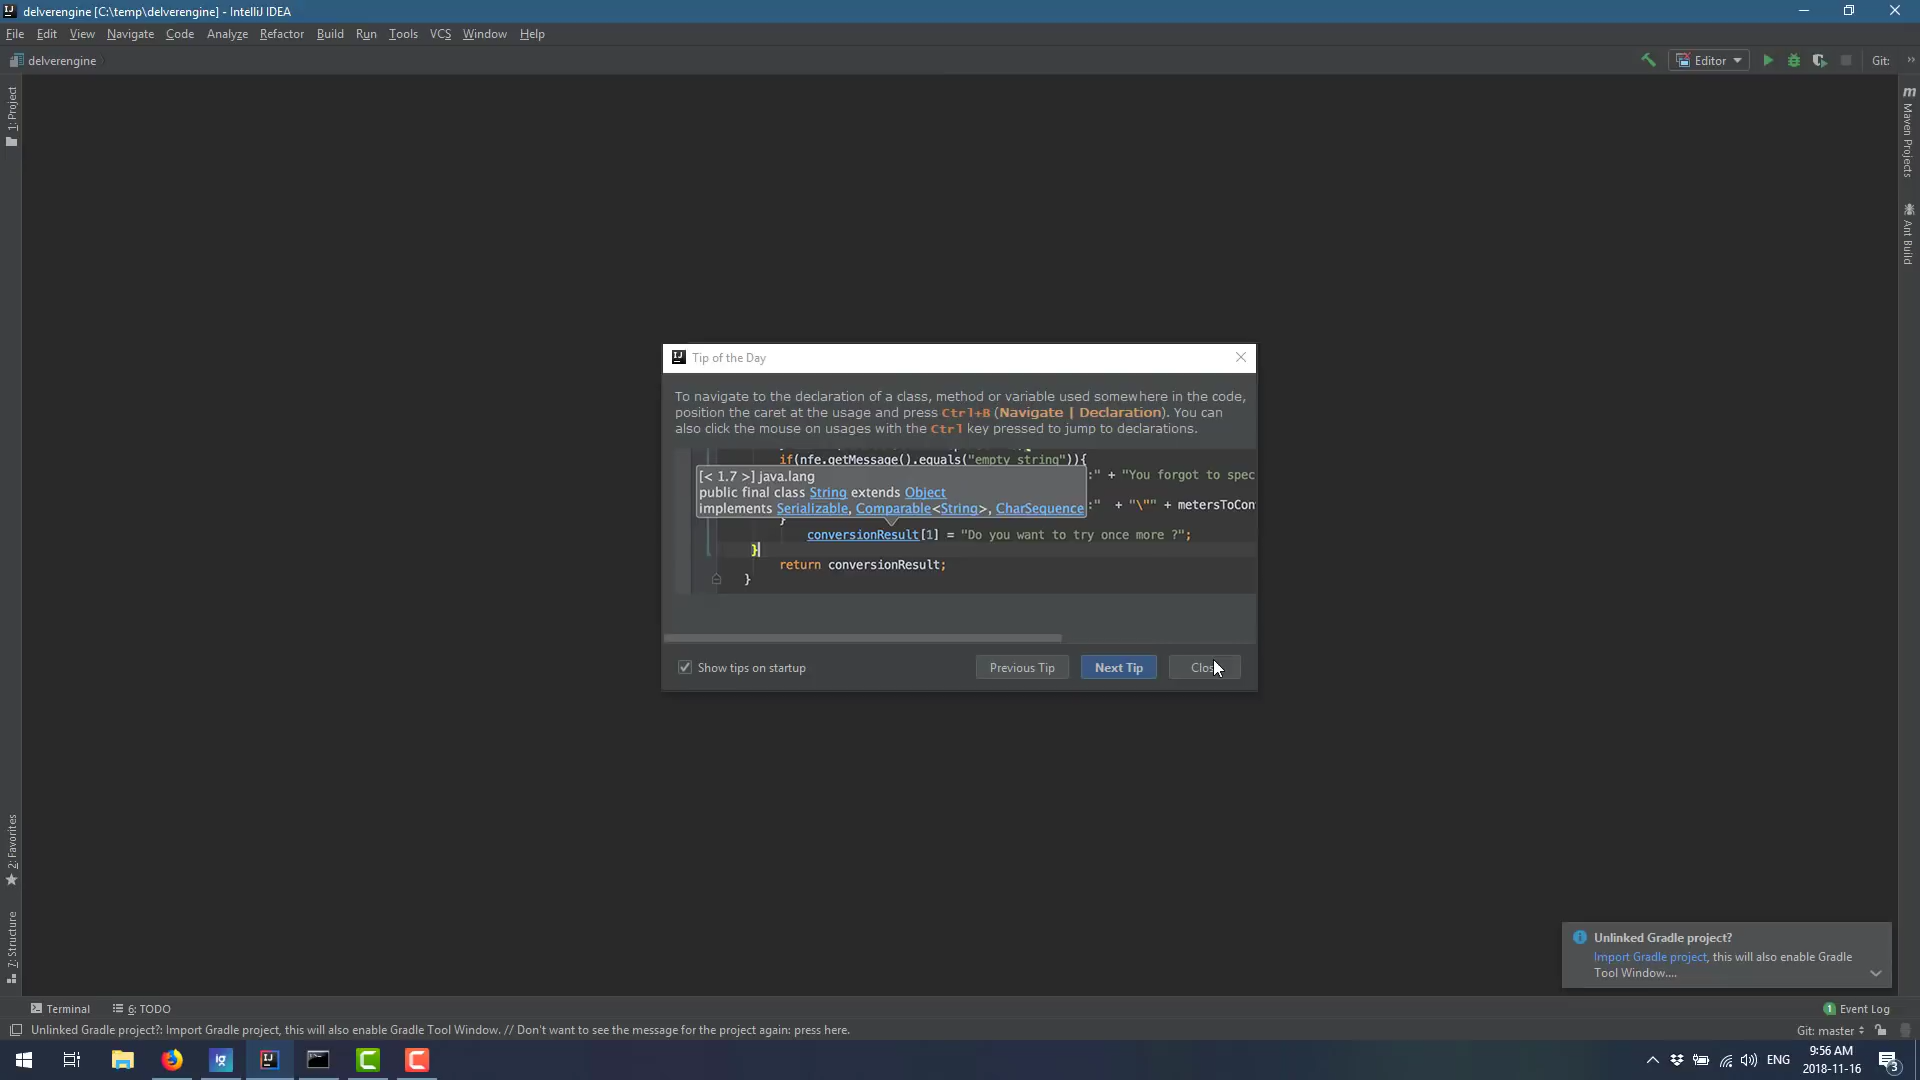 delverengine [C:\temp\delverengine] - IntelliJ IDEA
File Edit View Navigate Code Analyze Refactor Build Run Tools VCS Window Help
delverengine
Editor
Git:
1: Project
Maven Projects
Ant Build
Tip of the Day
To navigate to the declaration of a class, method or variable used somewhere in the code,
position the caret at the usage and press Ctrl+B (Navigate | Declaration). You can
also click the mouse on usages with the Ctrl key pressed to jump to declarations.
if(nfe.getMessage().equals("empty string")){
[< 1.7 >] java.lang
:" + "You forgot to spec
public final class String extends Object
implements Serializable, Comparable<String>, CharSequence
:" + "\"" + metersToCon
}
conversionResult[1] = "Do you want to try once more ?";
}
return conversionResult;
}
Show tips on startup
Previous Tip
Next Tip
2: Favorites
7: Structure
Unlinked Gradle project?
Import Gradle project, this will also enable Gradle
Tool Window....
Terminal
6: TODO
1 Event Log
Unlinked Gradle project?: Import Gradle project, this will also enable Gradle Tool Window. // Don't want to see the message for the project again: press here.
Git: master
ENG
9:56 AM
2018-11-16
3